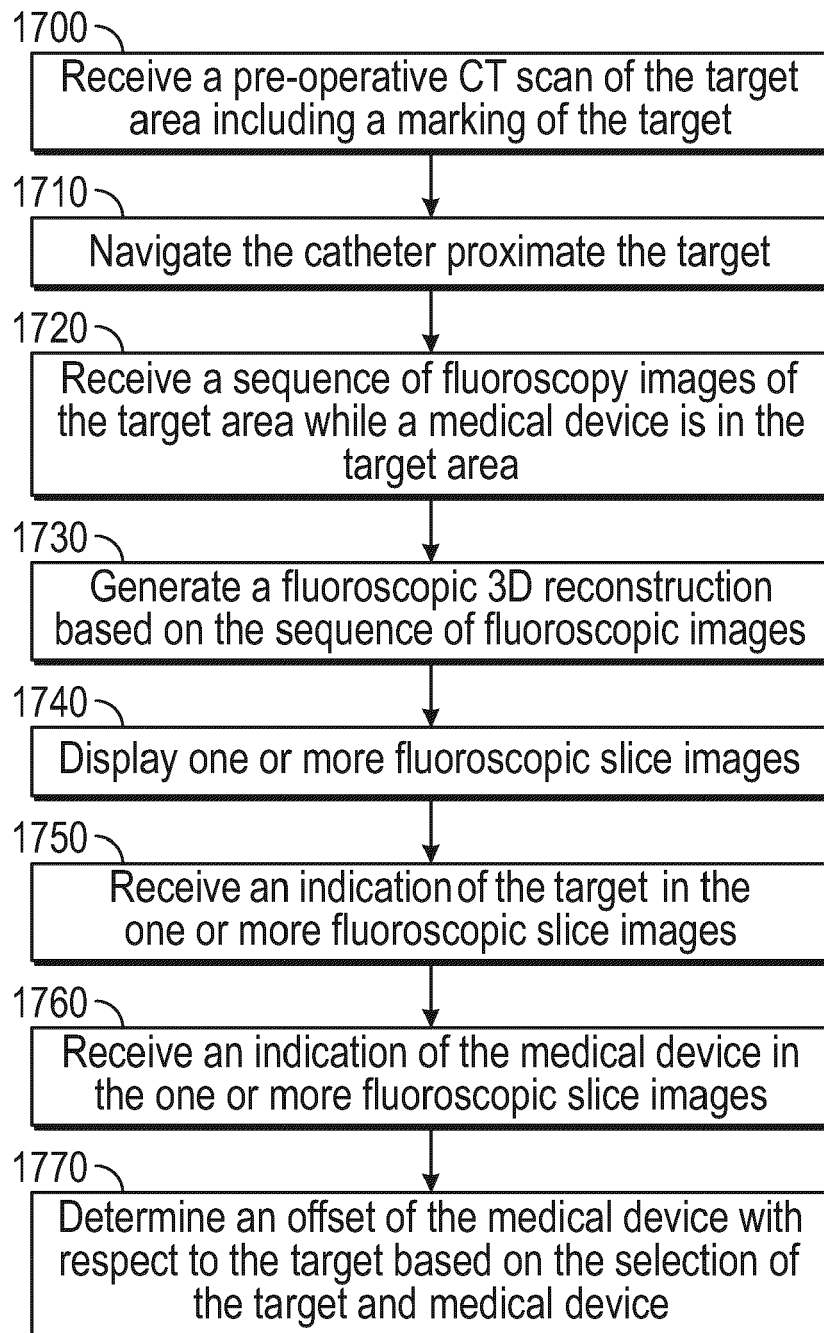 1700
Receive a pre-operative CT scan of the target
area including a marking of the target
1710
Navigate the catheter proximate the target
1720
Receive a sequence of fluoroscopy images of
the target area while a medical device is in the
target area
1730
Generate a fluoroscopic 3D reconstruction
based on the sequence of fluoroscopic images
1740
Display one or more fluoroscopic slice images
1750
Receive an indication of the target in the
one or more fluoroscopic slice images
1760
Receive an indication of the medical device in
the one or more fluoroscopic slice images
1770
Determine an offset of the medical device with
respect to the target based on the selection of
the target and medical device